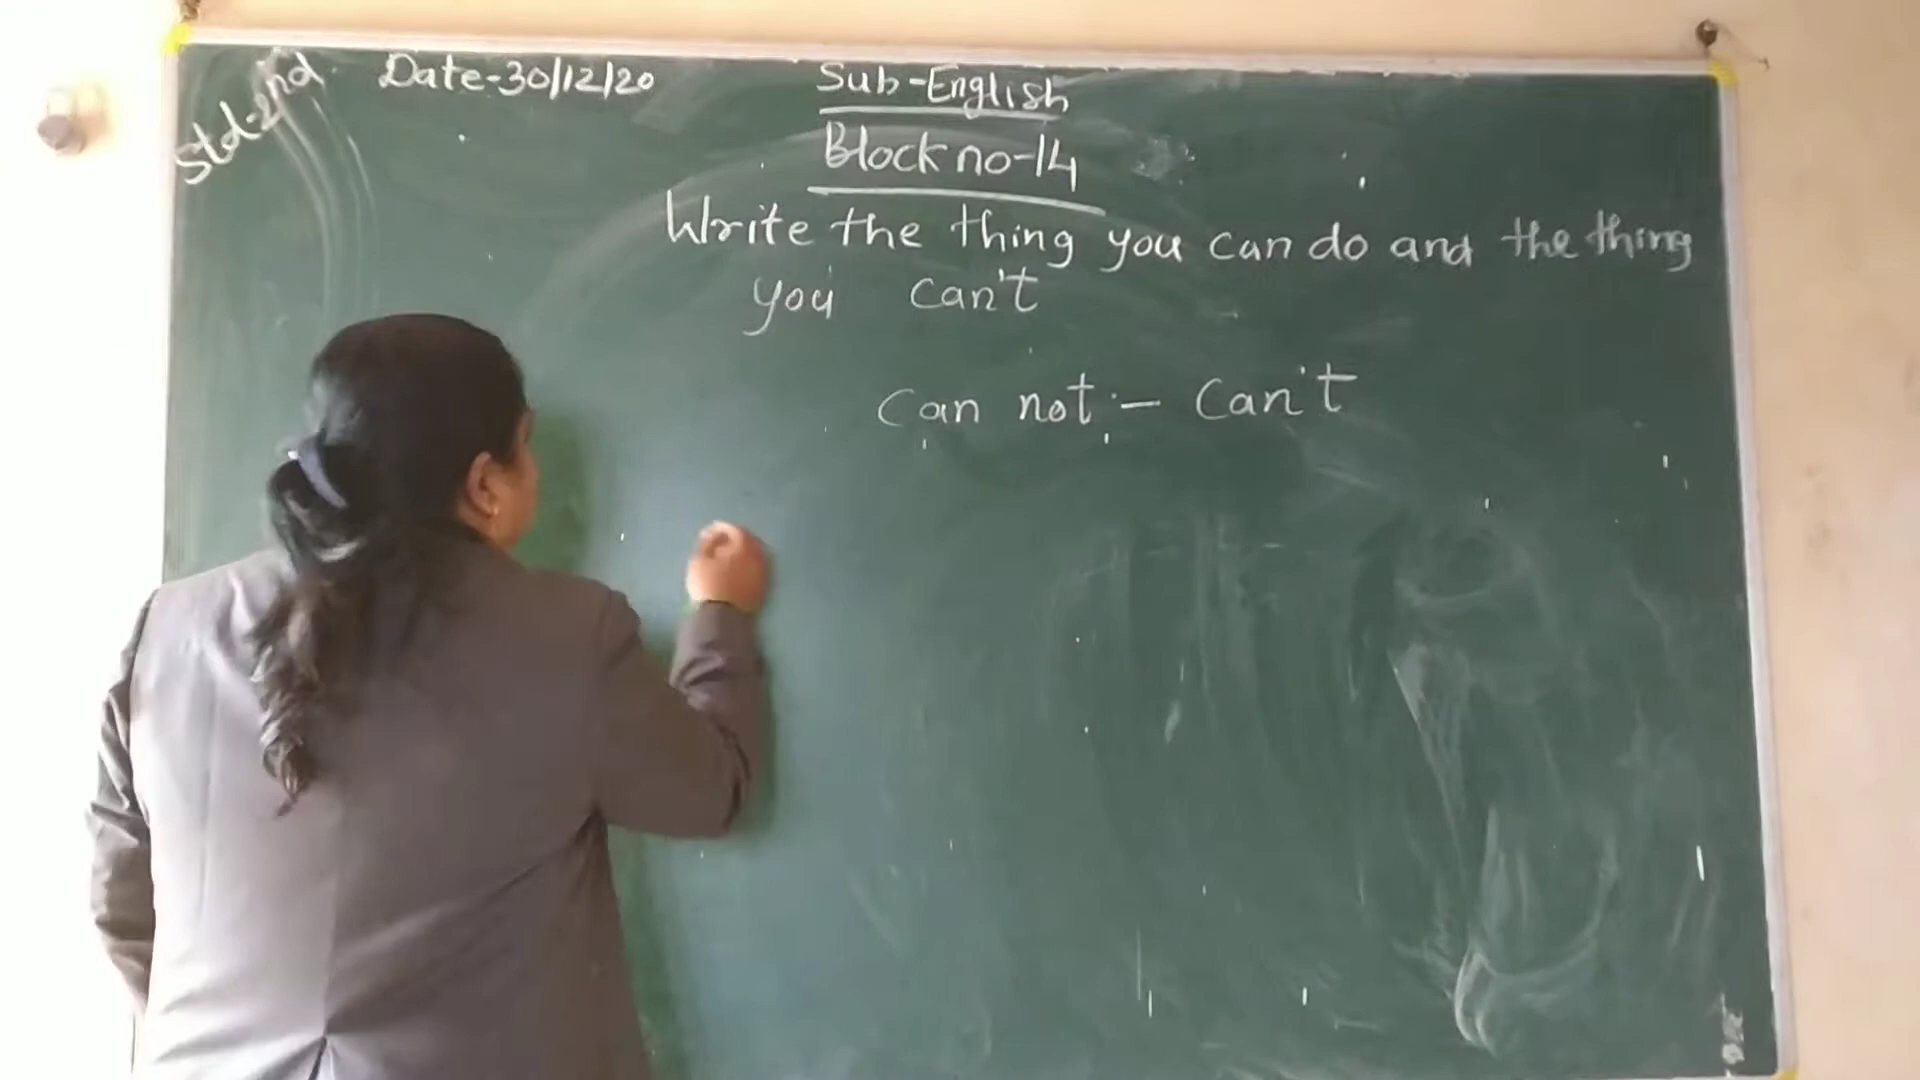 Std-2nd
Date-30/12/20
Sub-English
Block no-14
Write the thing you can do and the thing
you can't
Can not - Can't